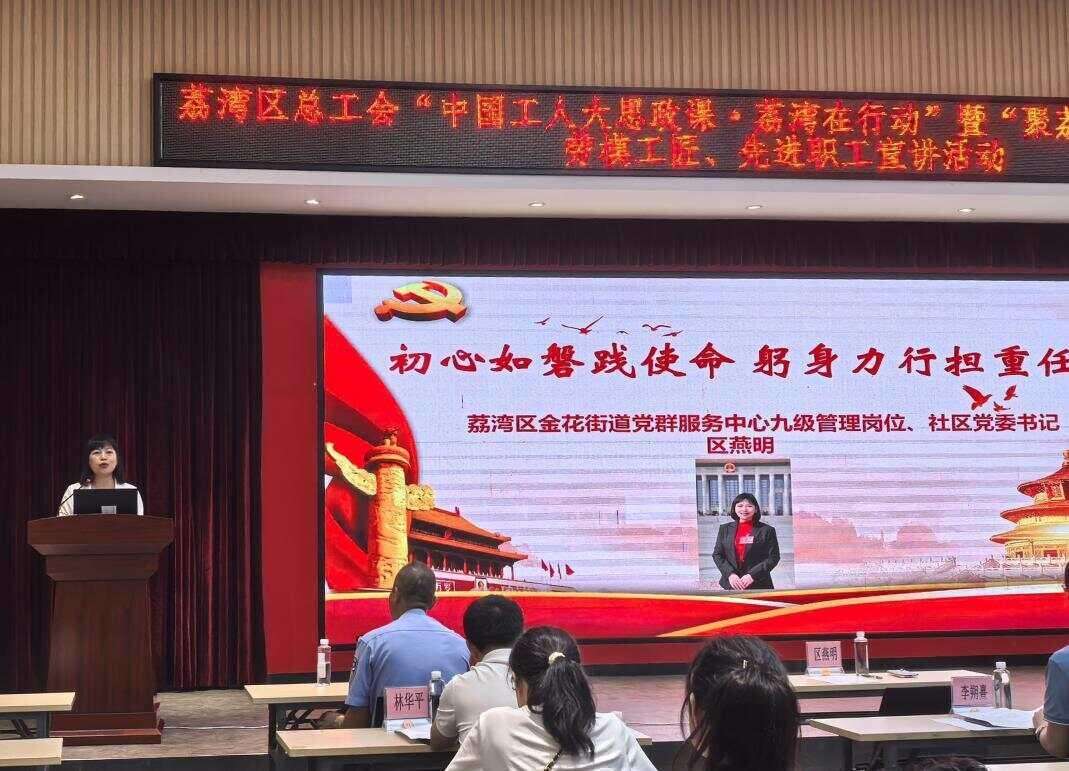 荔湾区总工会“中国工人大思政课·荔湾在行动”暨“聚荔
劳模工匠、先进职工宣讲活动
初心如磐践使命 躬身力行担重任
荔湾区金花街道党群服务中心九级管理岗位、社区党委书记
区燕明
区燕明
林华平
李朔喜